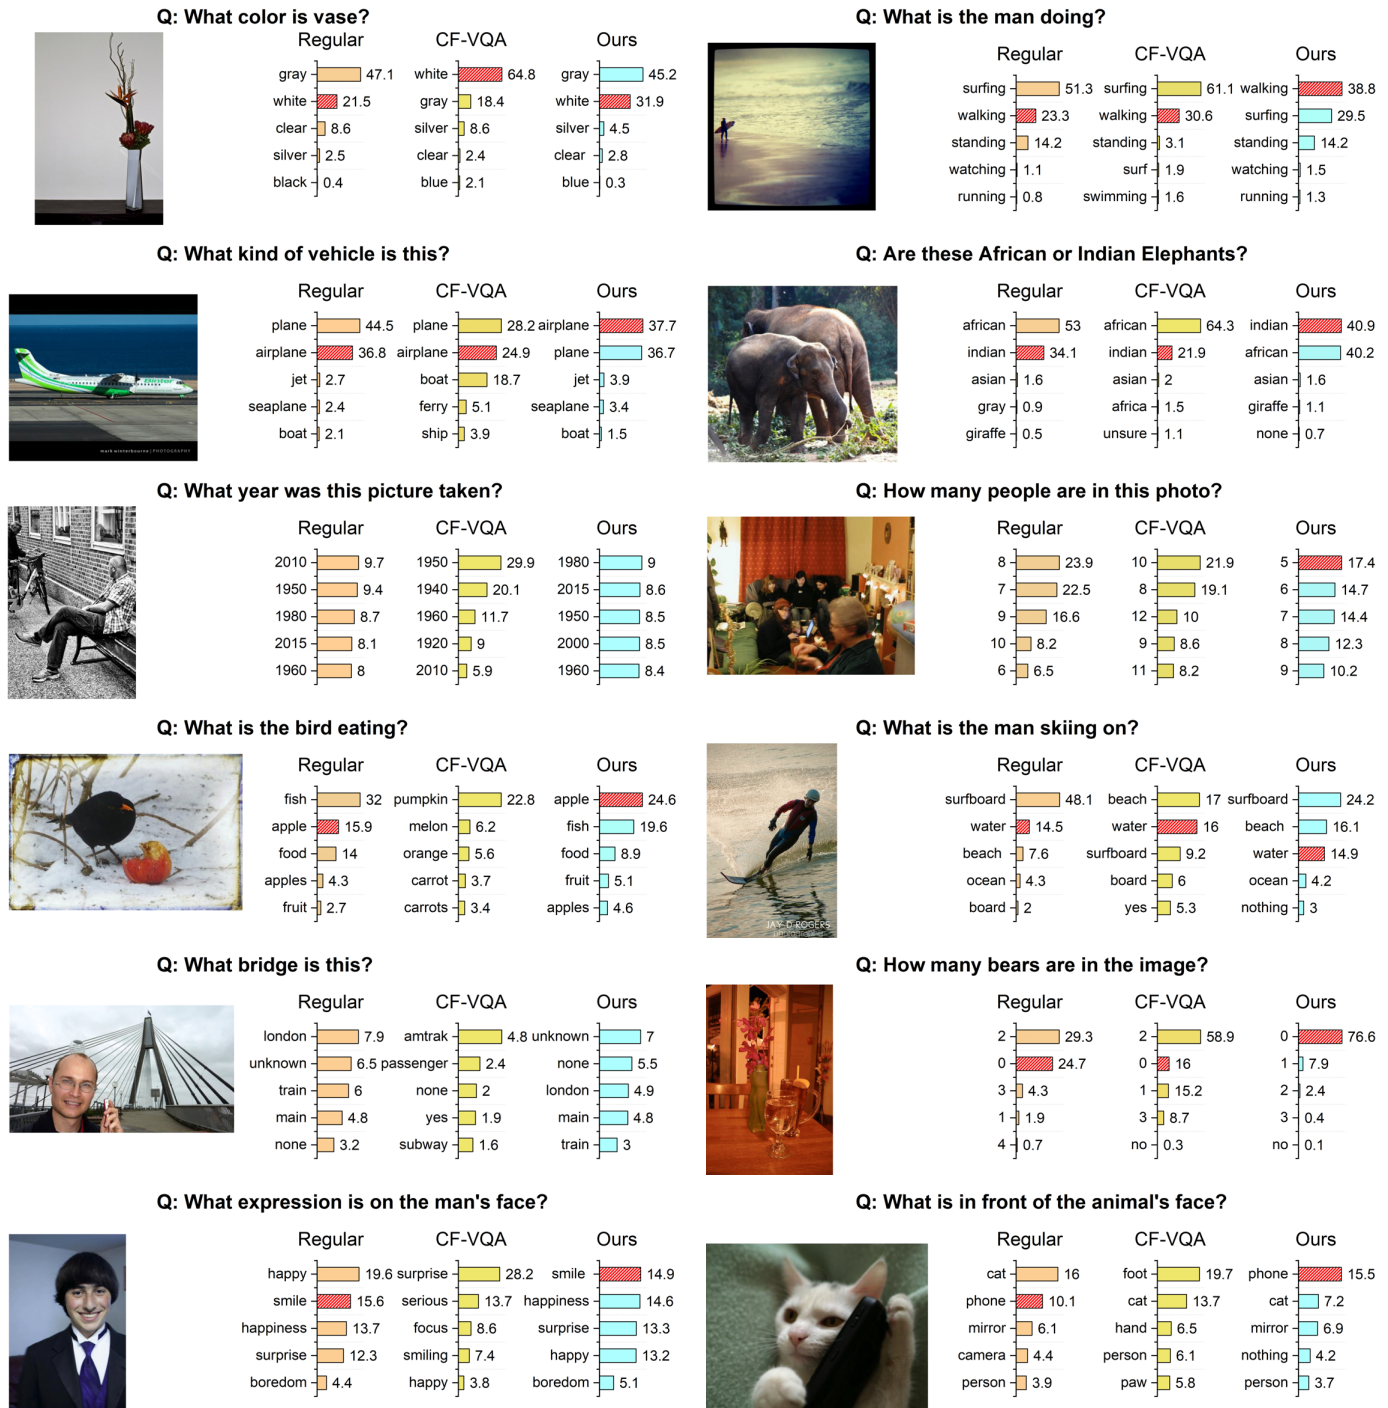 Q: What color is vase?
Regular CF-VQA Ours
gray 47.1 white 64.8 gray 45.2
white 21.5 gray 18.4 white 31.9
clear 8.6 silver 8.6 silver 4.5
silver 2.5 clear 2.4 clear 2.8
black 0.4 blue 2.1 blue 0.3
Q: What is the man doing?
Regular CF-VQA Ours
surfing 51.3 surfing 61.1 walking 38.8
walking 23.3 walking 30.6 surfing 29.5
standing 14.2 standing 3.1 standing 14.2
watching 1.1 surf 1.9 watching 1.5
running 0.8 swimming 1.6 running 1.3
Q: What kind of vehicle is this?
Binter
mark winterbourne | PHOTOGRAPHY
Regular CF-VQA Ours
plane 44.5 plane 28.2 airplane 37.7
airplane 36.8 airplane 24.9 plane 36.7
jet 2.7 boat 18.7 jet 3.9
seaplane 2.4 ferry 5.1 seaplane 3.4
boat 2.1 ship 3.9 boat 1.5
Q: Are these African or Indian Elephants?
Regular CF-VQA Ours
african 53 african 64.3 indian 40.9
indian 34.1 indian 21.9 african 40.2
asian 1.6 asian 2 asian 1.6
gray 0.9 africa 1.5 giraffe 1.1
giraffe 0.5 unsure 1.1 none 0.7
Q: What year was this picture taken?
Regular CF-VQA Ours
2010 9.7 1950 29.9 1980 9
1950 9.4 1940 20.1 2015 8.6
1980 8.7 1960 11.7 1950 8.5
2015 8.1 1920 9 2000 8.5
1960 8 2010 5.9 1960 8.4
Q: How many people are in this photo?
Regular CF-VQA Ours
8 23.9 10 21.9 5 17.4
7 22.5 8 19.1 6 14.7
9 16.6 12 10 7 14.4
10 8.2 9 8.6 8 12.3
6 6.5 11 8.2 9 10.2
Q: What is the bird eating?
Regular CF-VQA Ours
fish 32 pumpkin 22.8 apple 24.6
apple 15.9 melon 6.2 fish 19.6
food 14 orange 5.6 food 8.9
apples 4.3 carrot 3.7 fruit 5.1
fruit 2.7 carrots 3.4 apples 4.6
Q: What is the man skiing on?
JAY D ROGERS
Regular CF-VQA Ours
surfboard 48.1 beach 17 surfboard 24.2
water 14.5 water 16 beach 16.1
beach 7.6 surfboard 9.2 water 14.9
ocean 4.3 board 6 ocean 4.2
board 2 yes 5.3 nothing 3
Q: What bridge is this?
Regular CF-VQA Ours
london 7.9 amtrak 4.8 unknown 7
unknown 6.5 passenger 2.4 none 5.5
train 6 none 2 london 4.9
main 4.8 yes 1.9 main 4.8
none 3.2 subway 1.6 train 3
Q: How many bears are in the image?
Regular CF-VQA Ours
2 29.3 2 58.9 0 76.6
0 24.7 0 16 1 7.9
3 4.3 1 15.2 2 2.4
1 1.9 3 8.7 3 0.4
4 0.7 no 0.3 no 0.1
Q: What expression is on the man's face?
Regular CF-VQA Ours
happy 19.6 surprise 28.2 smile 14.9
smile 15.6 serious 13.7 happiness 14.6
happiness 13.7 focus 8.6 surprise 13.3
surprise 12.3 smiling 7.4 happy 13.2
boredom 4.4 happy 3.8 boredom 5.1
Q: What is in front of the animal's face?
Regular CF-VQA Ours
cat 16 foot 19.7 phone 15.5
phone 10.1 cat 13.7 cat 7.2
mirror 6.1 hand 6.5 mirror 6.9
camera 4.4 person 6.1 nothing 4.2
person 3.9 paw 5.8 person 3.7